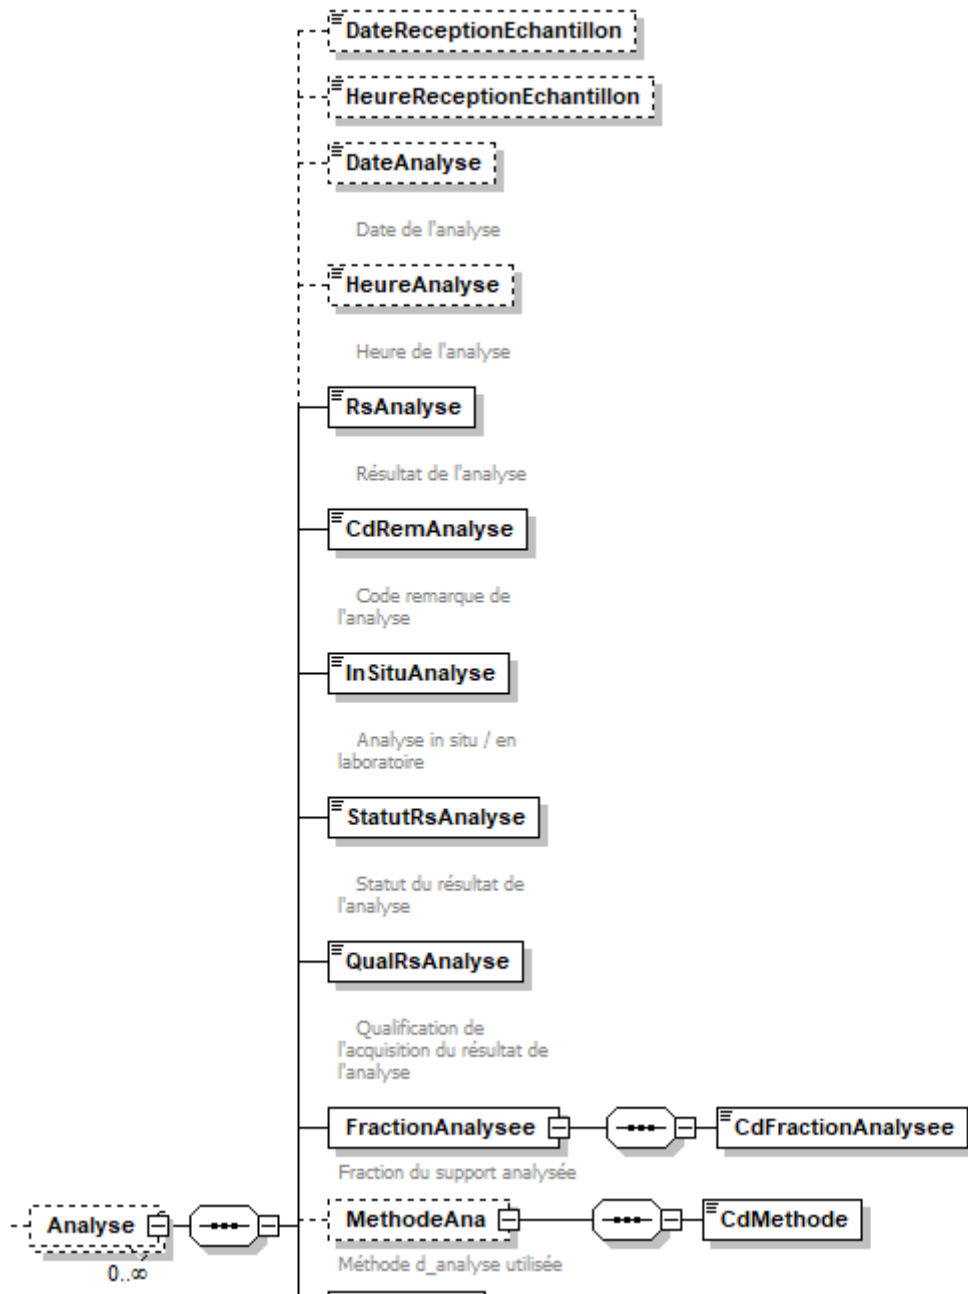 DateReceptionEchantillon
HeureReceptionEchantillon
DateAnalyse
Date de l'analyse
HeureAnalyse
Heure de l'analyse
RsAnalyse
Résultat de l'analyse
CdRemAnalyse
Code remarque de
l'analyse
InSituAnalyse
Analyse in situ / en
laboratoire
StatutRsAnalyse
Statut du résultat de
l'analyse
QualRsAnalyse
Qualification de
l'acquisition du résultat de
l'analyse
FractionAnalysee
CdFractionAnalysee
Fraction du support analysée
Analyse
0..∞
MethodeAna
CdMethode
Méthode d_analyse utilisée